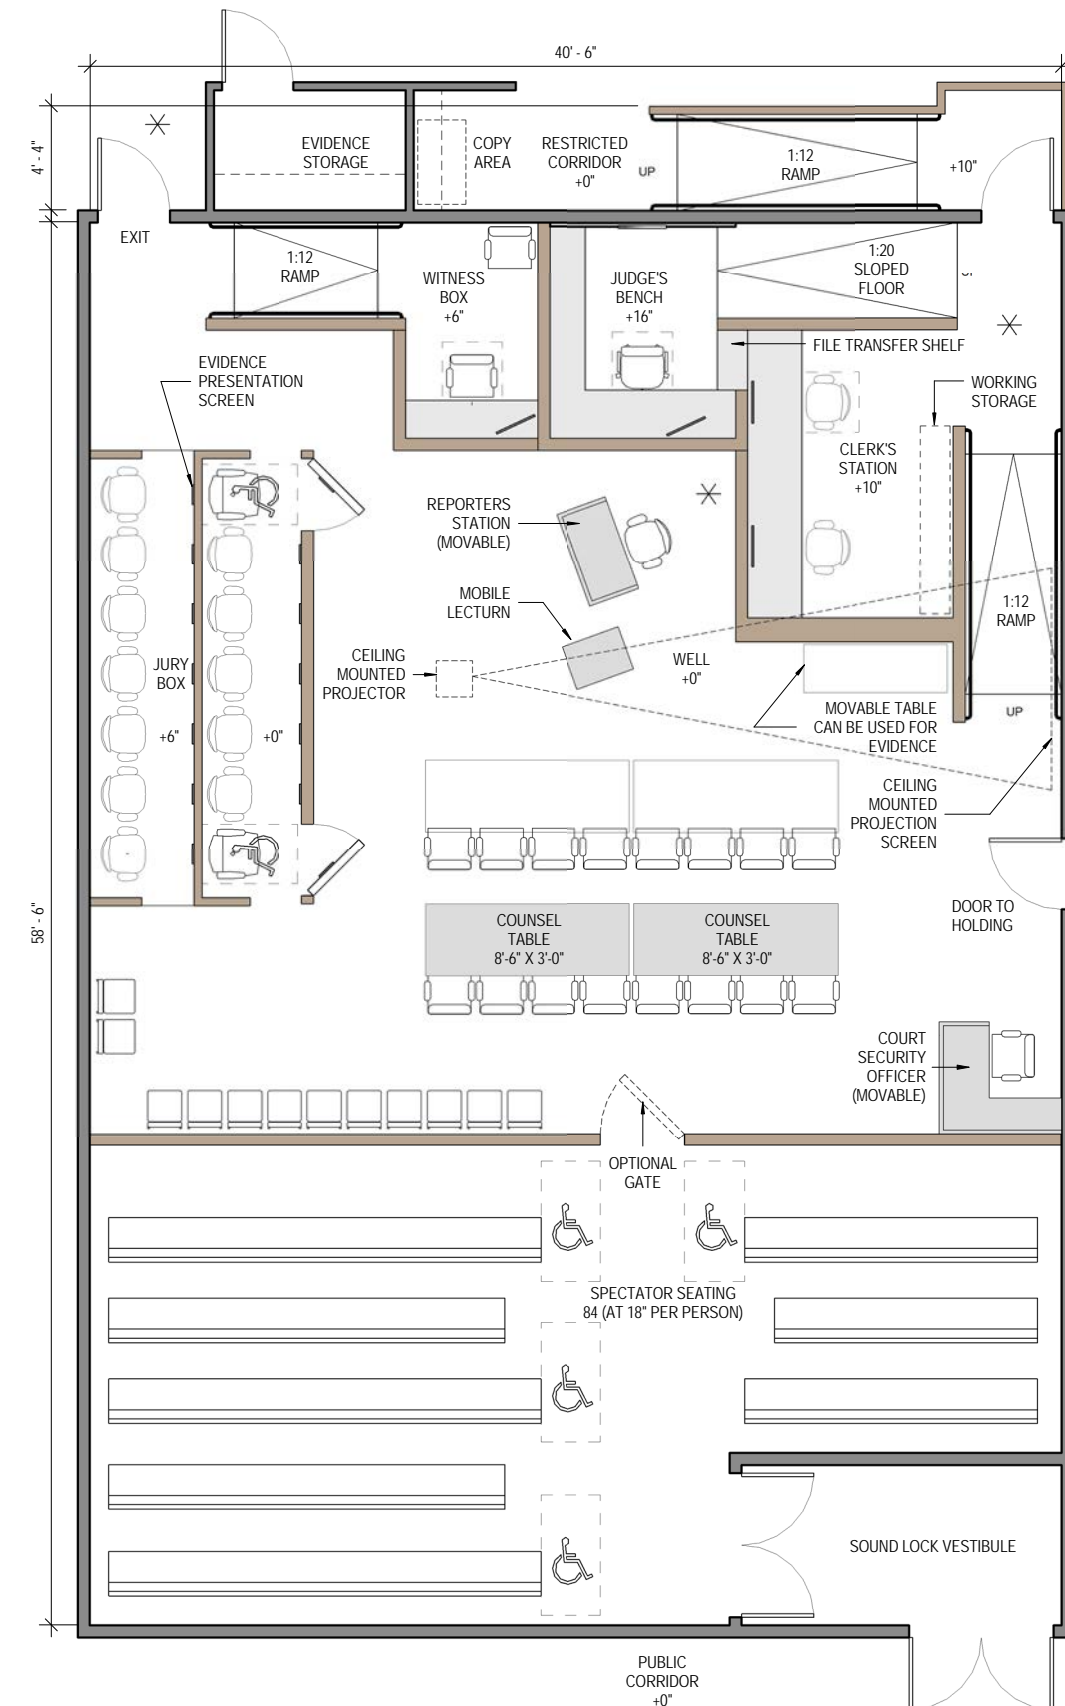 40' - 6"
4' - 4"
EVIDENCE
STORAGE
COPY
AREA
RESTRICTED
CORRIDOR
+0"
UP
1:12
RAMP
+10"
EXIT
1:12
RAMP
WITNESS
BOX
+6"
JUDGE'S
BENCH
+16"
1:20
SLOPED
FLOOR
FILE TRANSFER SHELF
EVIDENCE
PRESENTATION
SCREEN
WORKING
STORAGE
CLERK'S
STATION
+10"
REPORTERS
STATION
(MOVABLE)
MOBILE
LECTURN
1:12
RAMP
CEILING
MOUNTED
PROJECTOR
JURY
BOX
+6"
+0"
WELL
+0"
UP
MOVABLE TABLE
CAN BE USED FOR
EVIDENCE
CEILING
MOUNTED
PROJECTION
SCREEN
58' - 6"
COUNSEL
TABLE
8'-6" X 3'-0"
COUNSEL
TABLE
8'-6" X 3'-0"
DOOR TO
HOLDING
COURT
SECURITY
OFFICER
(MOVABLE)
OPTIONAL
GATE
SPECTATOR SEATING
84 (AT 18" PER PERSON)
SOUND LOCK VESTIBULE
PUBLIC
CORRIDOR
+0"